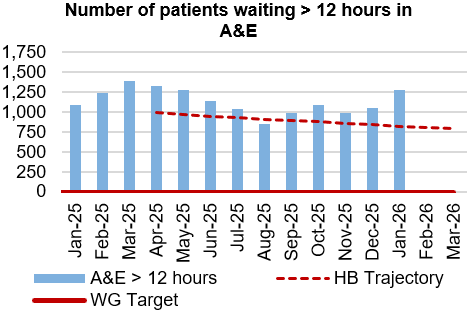 Number of patients waiting > 12 hours in
A&E
1,750
1,500
1,250
1,000
750
500
250
0
Jan-25
Feb-25
Mar-25
Apr-25
May-25
Jun-25
Jul-25
Aug-25
Sep-25
Oct-25
Nov-25
Dec-25
Jan-26
Feb-26
Mar-26
A&E > 12 hours
HB Trajectory
WG Target